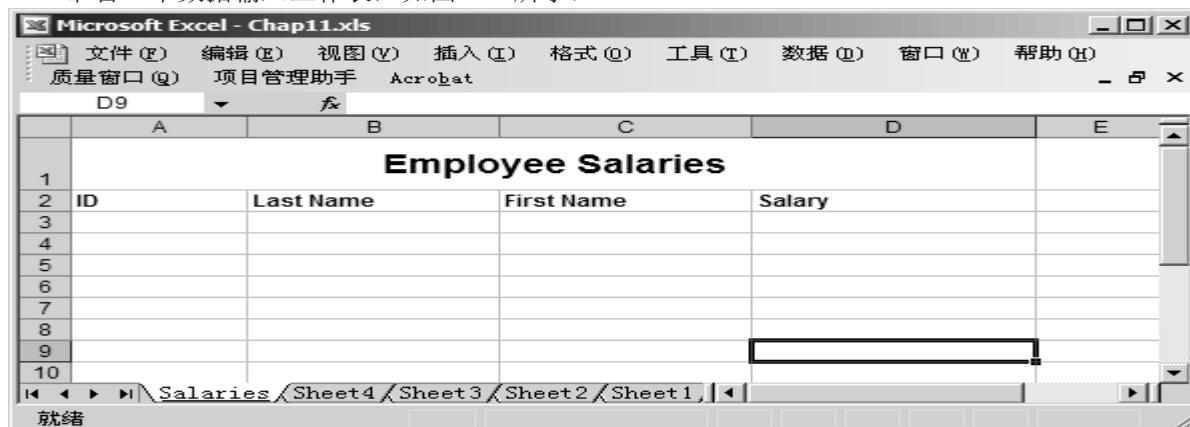 Microsoft Excel - Chap11.xls
文件(F) 编辑(E) 视图(V) 插入(I) 格式(O) 工具(T) 数据(D) 窗口(W) 帮助(H)
质量窗口(Q) 项目管理助手 Acrobat
D9 fx
A B C D E
1 Employee Salaries
2 ID Last Name First Name Salary
3
4
5
6
7
8
9
10
Salaries Sheet4 Sheet3 Sheet2 Sheet1
就绪